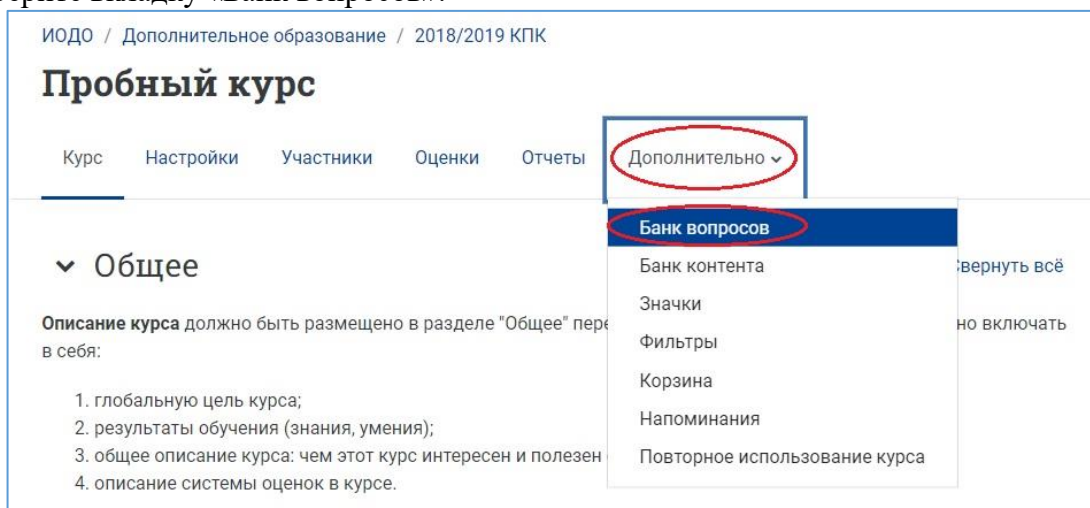 ИОДО / Дополнительное образование / 2018/2019 КПК
Пробный курс
Курс Настройки Участники Оценки Отчеты Дополнительно
Банк вопросов
Банк контента
Значки
Фильтры
Корзина
Напоминания
Повторное использование курса
Общее
всё
Описание курса должно быть размещено в разделе "Общее" включать
в себя:
1. глобальную цель курса;
2. результаты обучения (знания, умения);
3. общее описание курса: чем этот курс интересен и полезен
4. описание системы оценок в курсе.